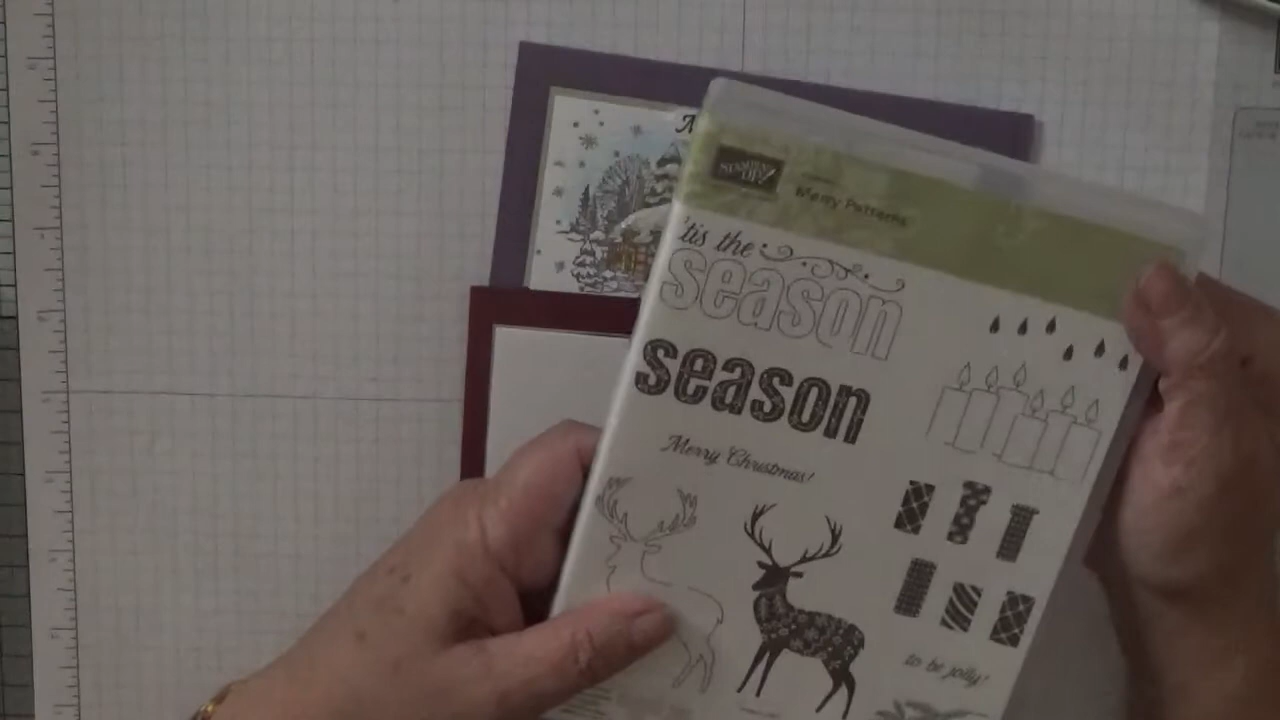 STAMPIN' UP!
Merry Patterns
'tis the
season
season
Merry Christmas!
to be jolly!